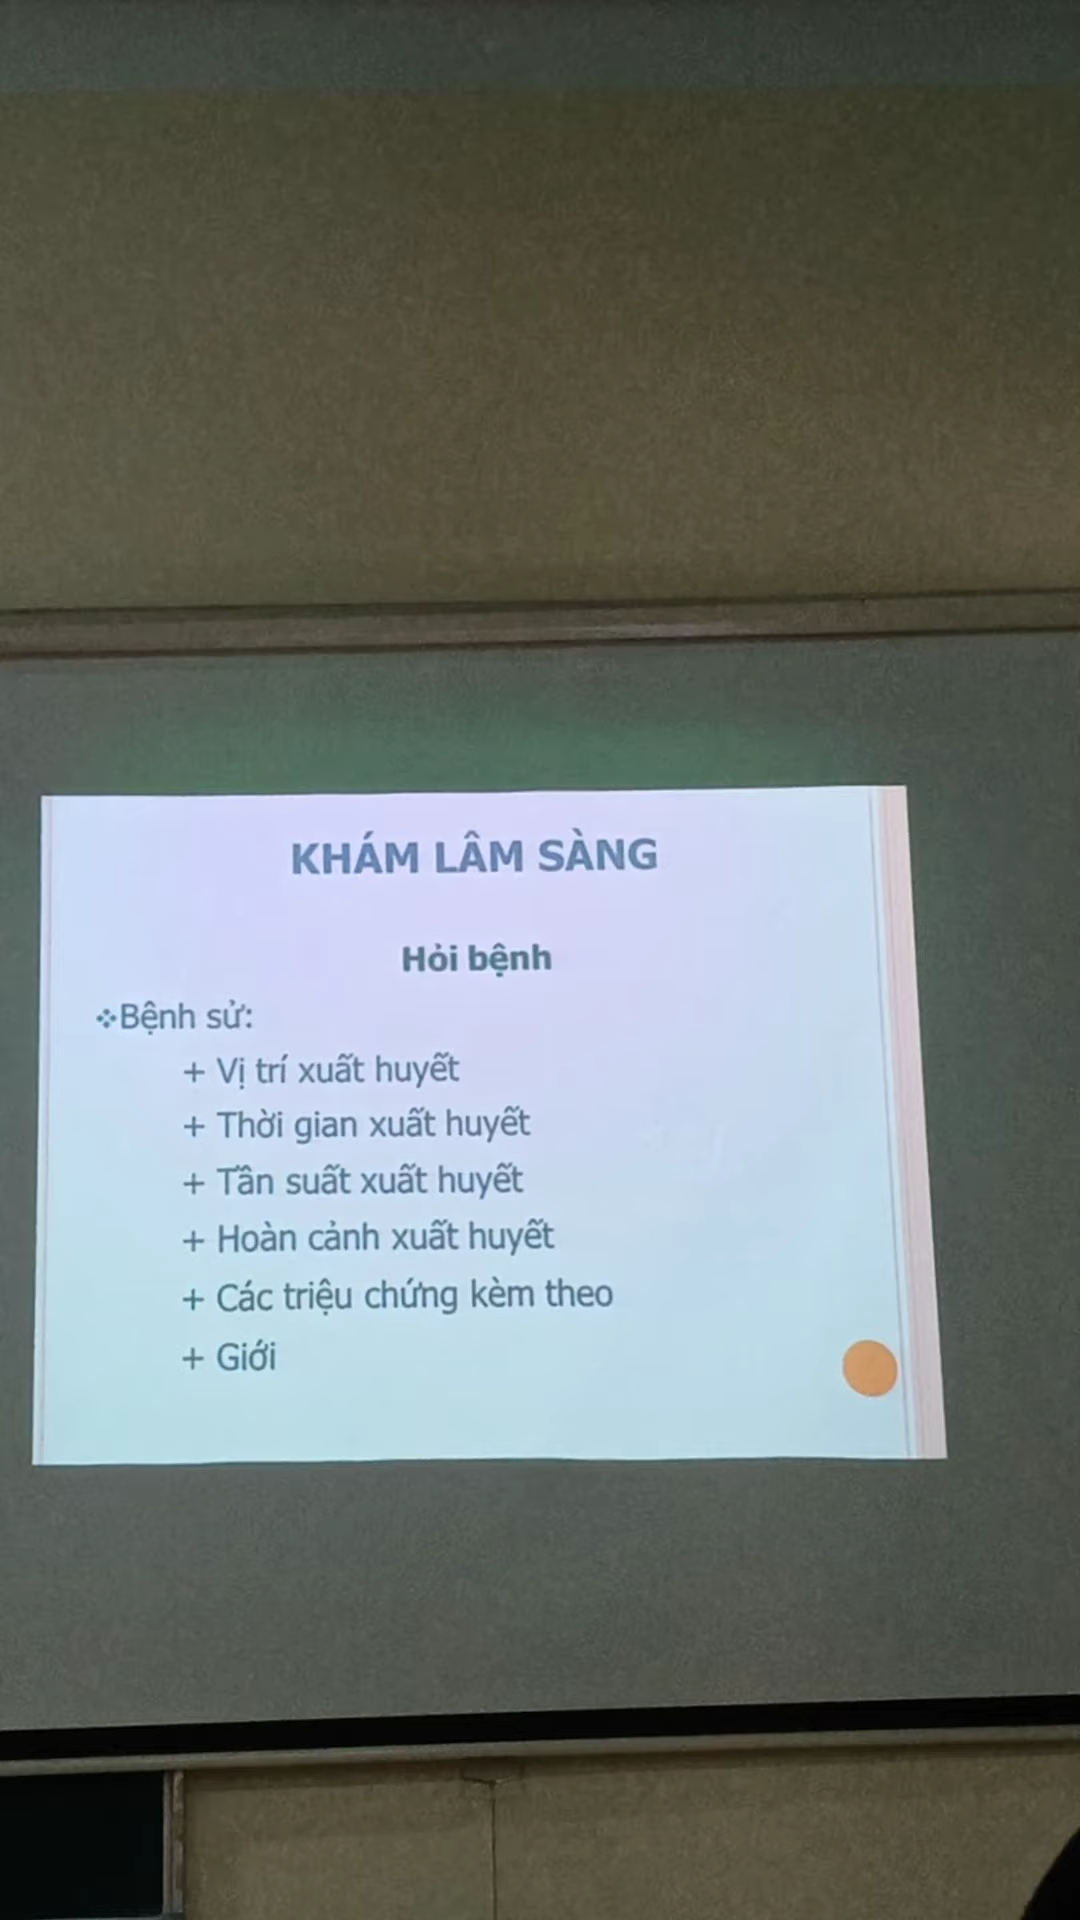 KHÁM LÂM SÀNG
Hỏi bệnh
❖Bệnh sử:
+ Vị trí xuất huyết
+ Thời gian xuất huyết
+ Tần suất xuất huyết
+ Hoàn cảnh xuất huyết
+ Các triệu chứng kèm theo
+ Giới